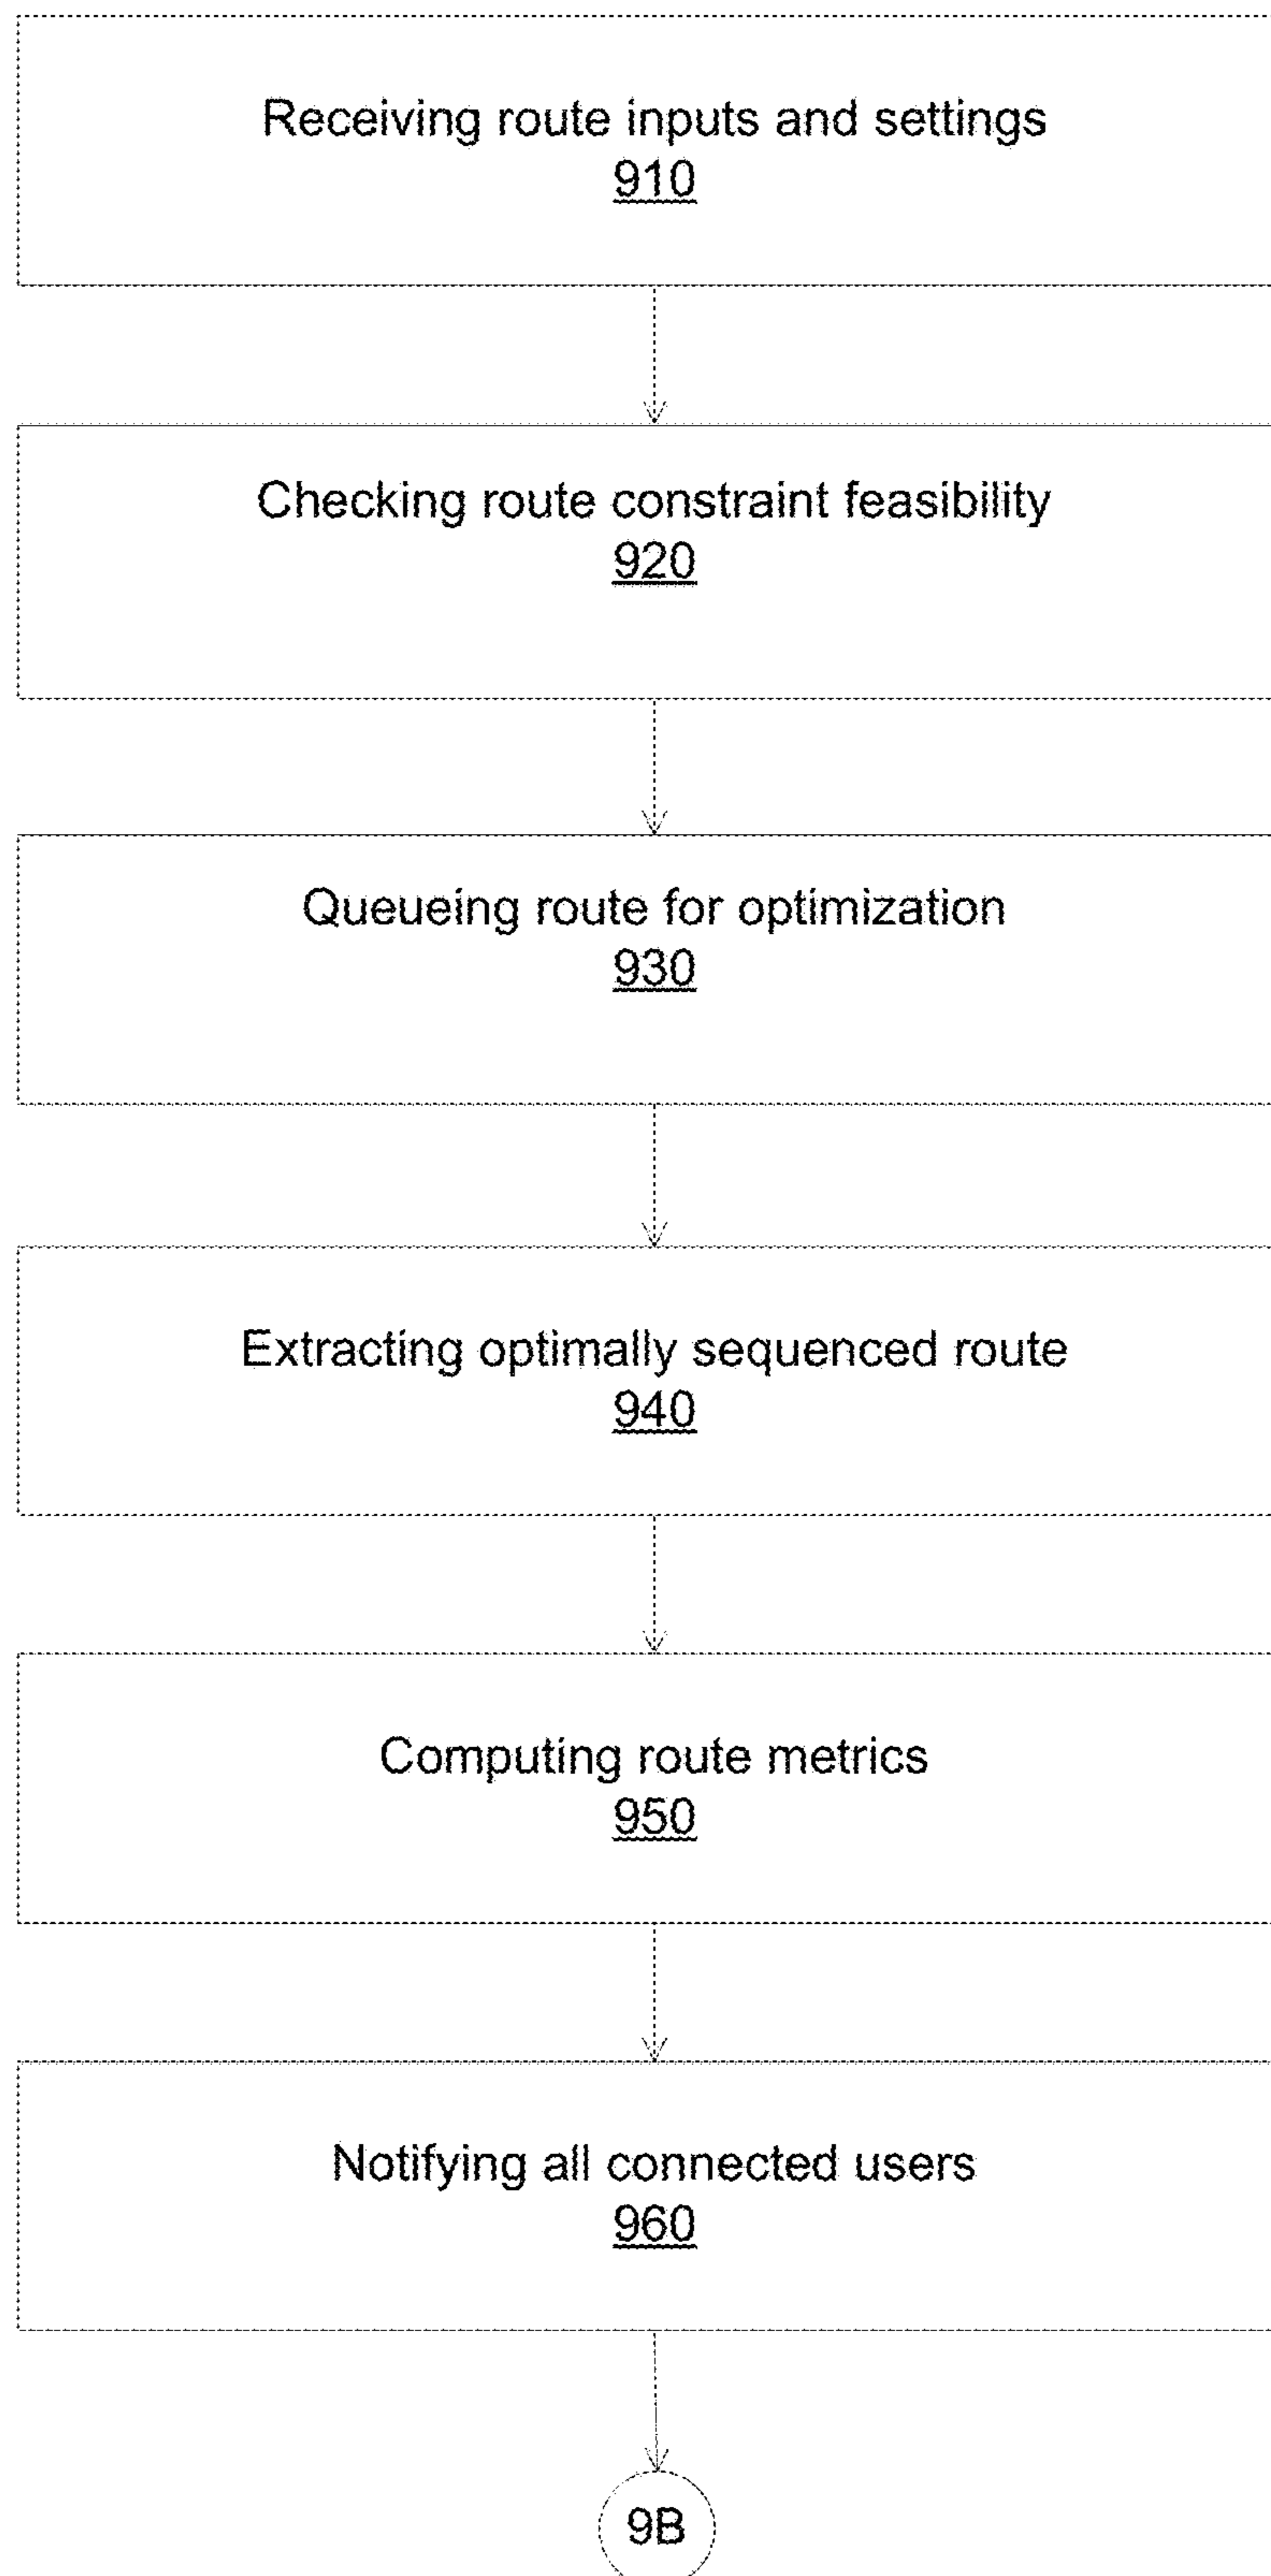 Receiving route inputs and settings
910
Checking route constraint feasibility
920
Queueing route for optimization
930
Extracting optimally sequenced route
940
Computing route metrics
950
Notifying all connected users
960
9B